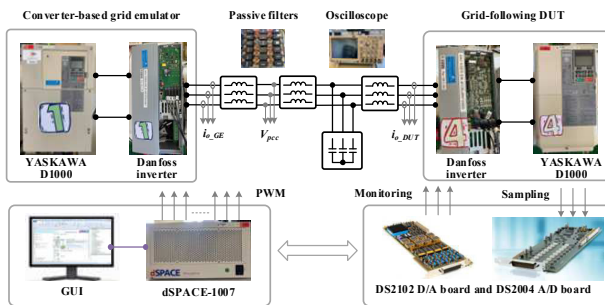 Converter-based grid emulator
Passive filters
Oscilloscope
Grid-following DUT
i_o_GE
V_pcc
i_o_DUT
YASKAWA
D1000
Danfoss
inverter
Danfoss
inverter
YASKAWA
D1000
PWM
Monitoring
Sampling
dSPACE
GUI
dSPACE-1007
DS2102 D/A board and DS2004 A/D board